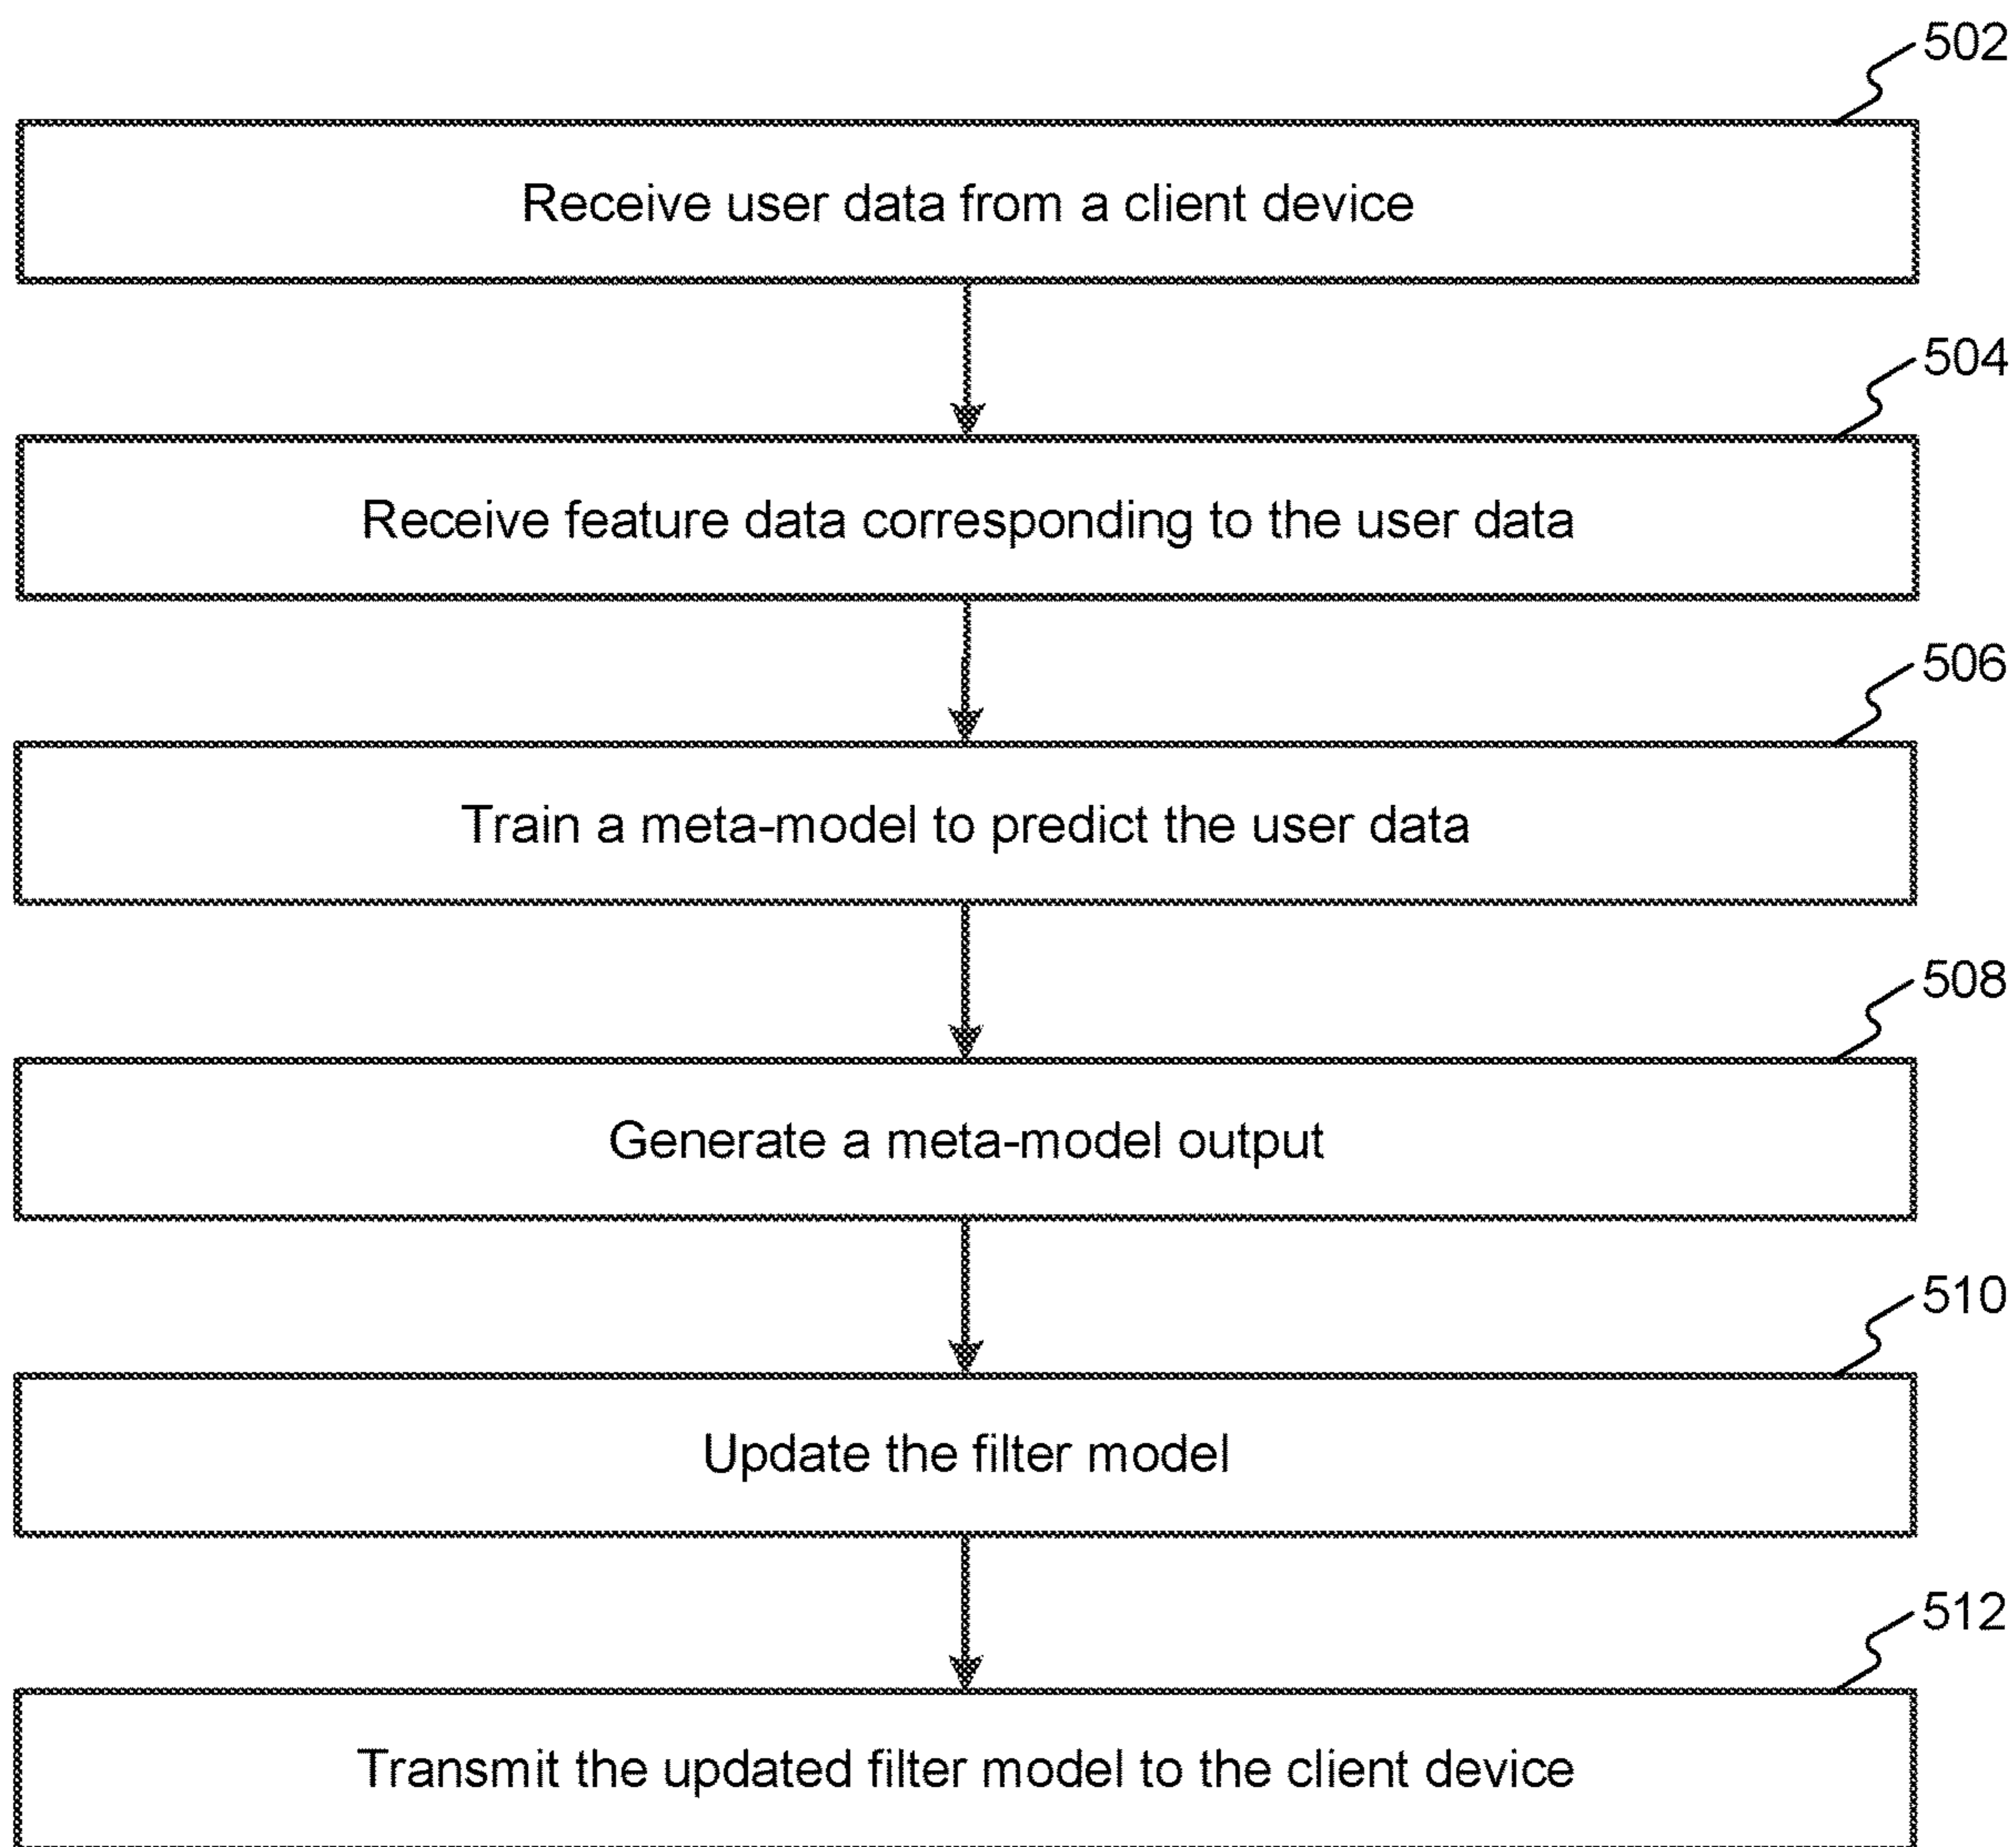 502
Receive user data from a client device
504
Receive feature data corresponding to the user data
506
Train a meta-model to predict the user data
508
Generate a meta-model output
510
Update the filter model
512
Transmit the updated filter model to the client device